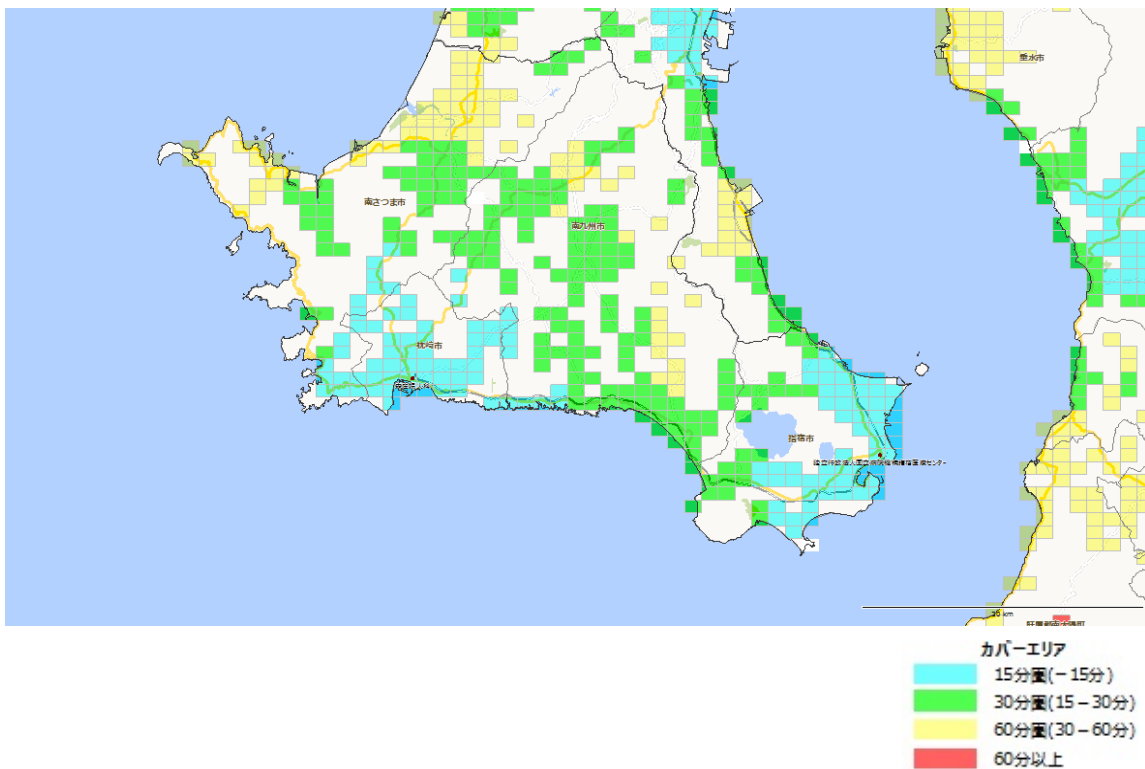 垂水市
南さつま市
南九州市
枕崎市
指宿市
カバーエリア
15分圏(-15分)
30分圏(15-30分)
60分圏(30-60分)
60分以上